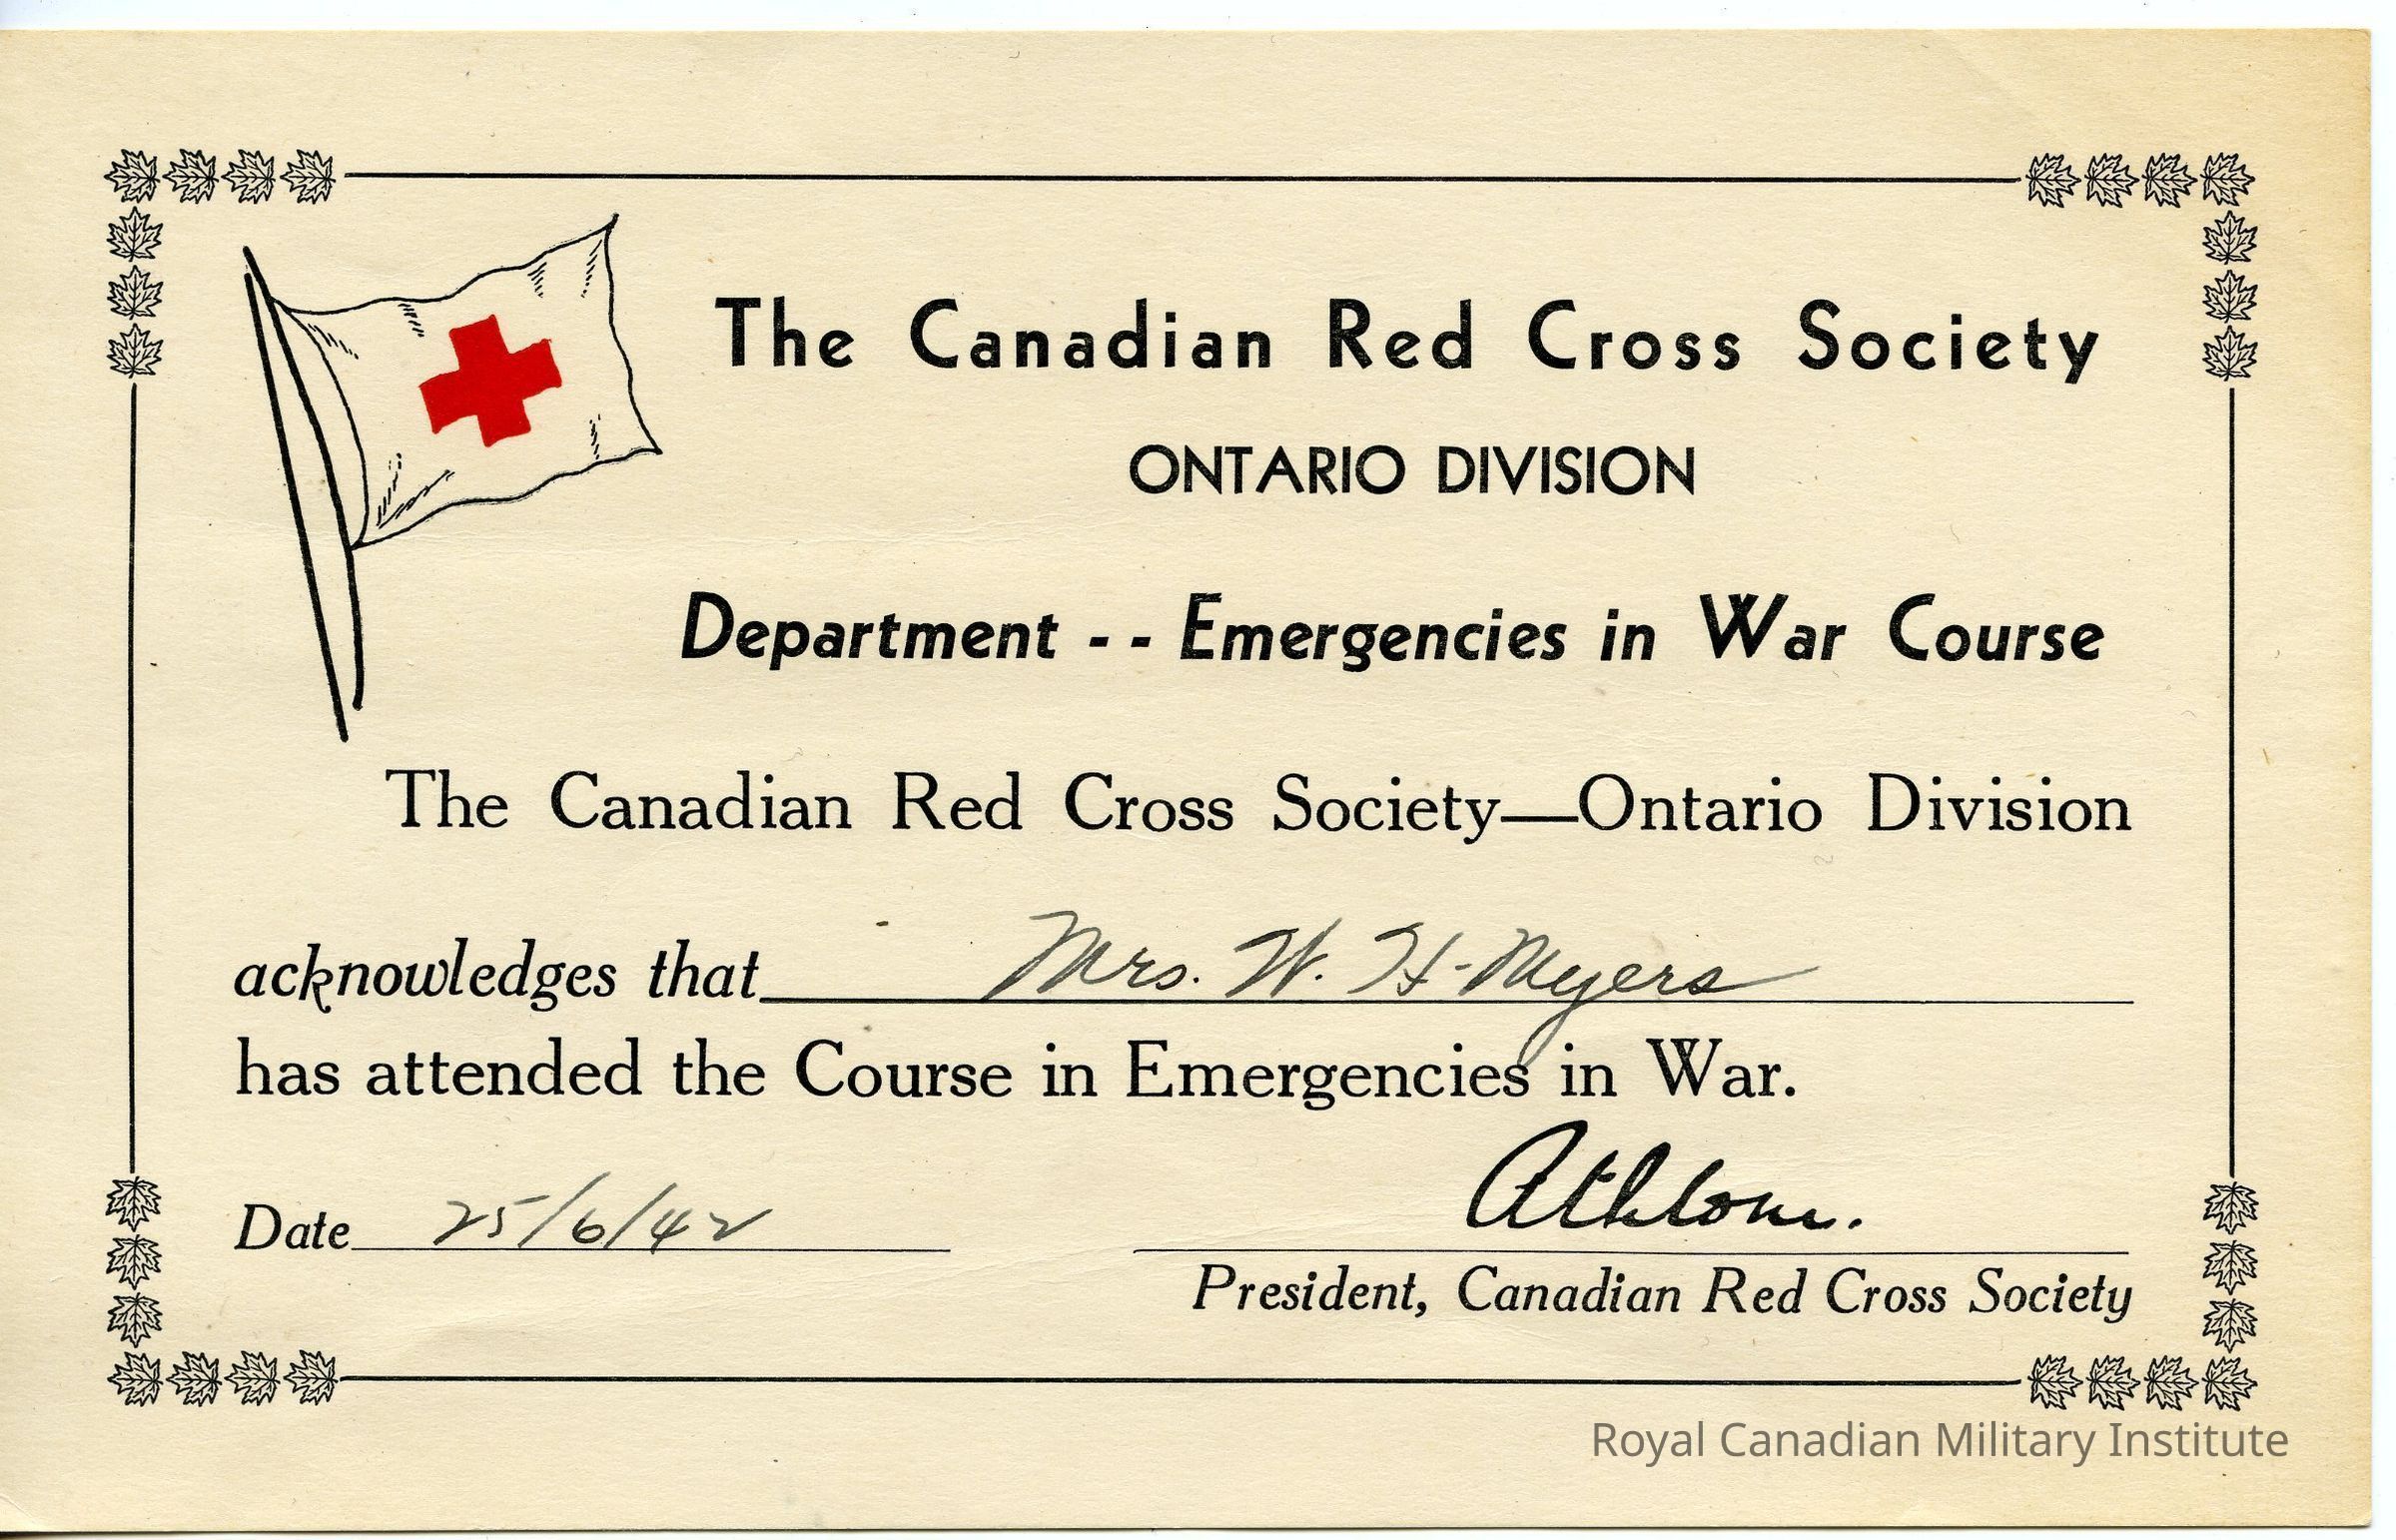 The Canadian Red Cross Society
ONTARIO DIVISION
Department - - Emergencies in War Course
The Canadian Red Cross Society—Ontario Division
acknowledges that Mrs. W. H. Myers
has attended the Course in Emergencies in War.
Athlone.
Date 25/6/42
President, Canadian Red Cross Society
Royal Canadian Military Institute